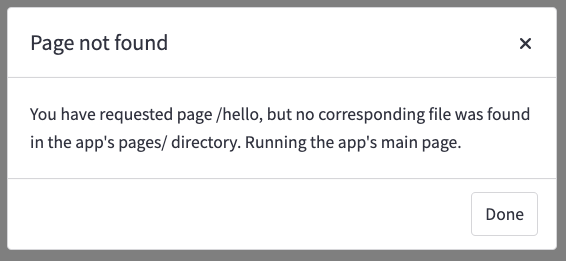 Page not found
You have requested page /hello, but no corresponding file was found
in the app's pages/ directory. Running the app's main page.
Done